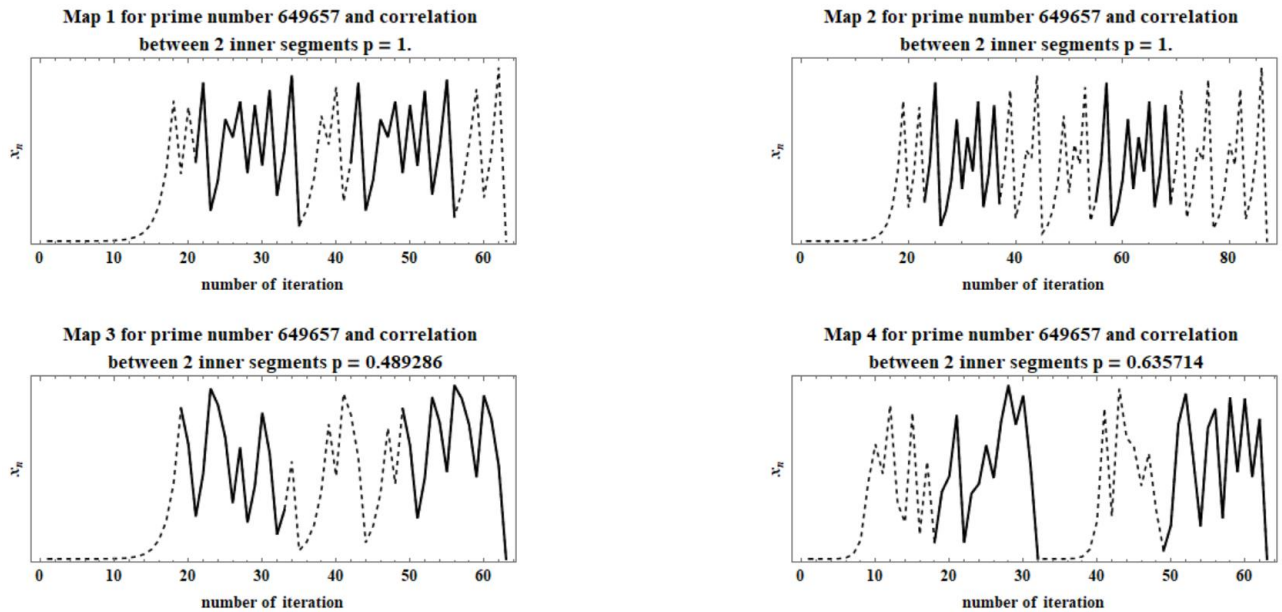 Map 1 for prime number 649657 and correlation
between 2 inner segments p = 1.
xn
0 10 20 30 40 50 60
number of iteration
Map 2 for prime number 649657 and correlation
between 2 inner segments p = 1.
xn
0 20 40 60 80
number of iteration
Map 3 for prime number 649657 and correlation
between 2 inner segments p = 0.489286
xn
0 10 20 30 40 50 60
number of iteration
Map 4 for prime number 649657 and correlation
between 2 inner segments p = 0.635714
xn
0 10 20 30 40 50 60
number of iteration